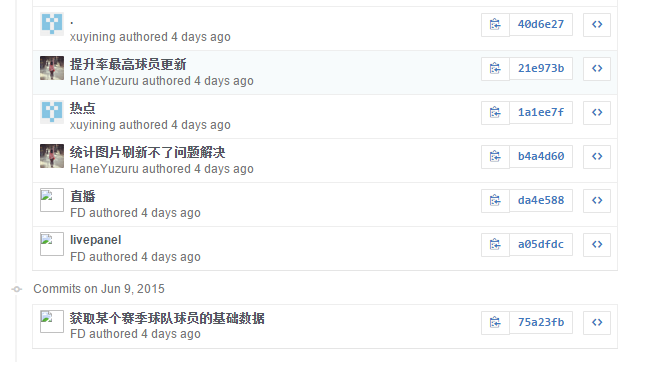 .
xuyining authored 4 days ago
40d6e27
提升率最高球员更新
HaneYuzuru authored 4 days ago
21e973b
热点
xuyining authored 4 days ago
1a1ee7f
统计图片刷新不了问题解决
HaneYuzuru authored 4 days ago
b4a4d60
直播
FD authored 4 days ago
da4e588
livepanel
FD authored 4 days ago
a05dfdc
Commits on Jun 9, 2015
获取某个赛季球队球员的基础数据
FD authored 4 days ago
75a23fb